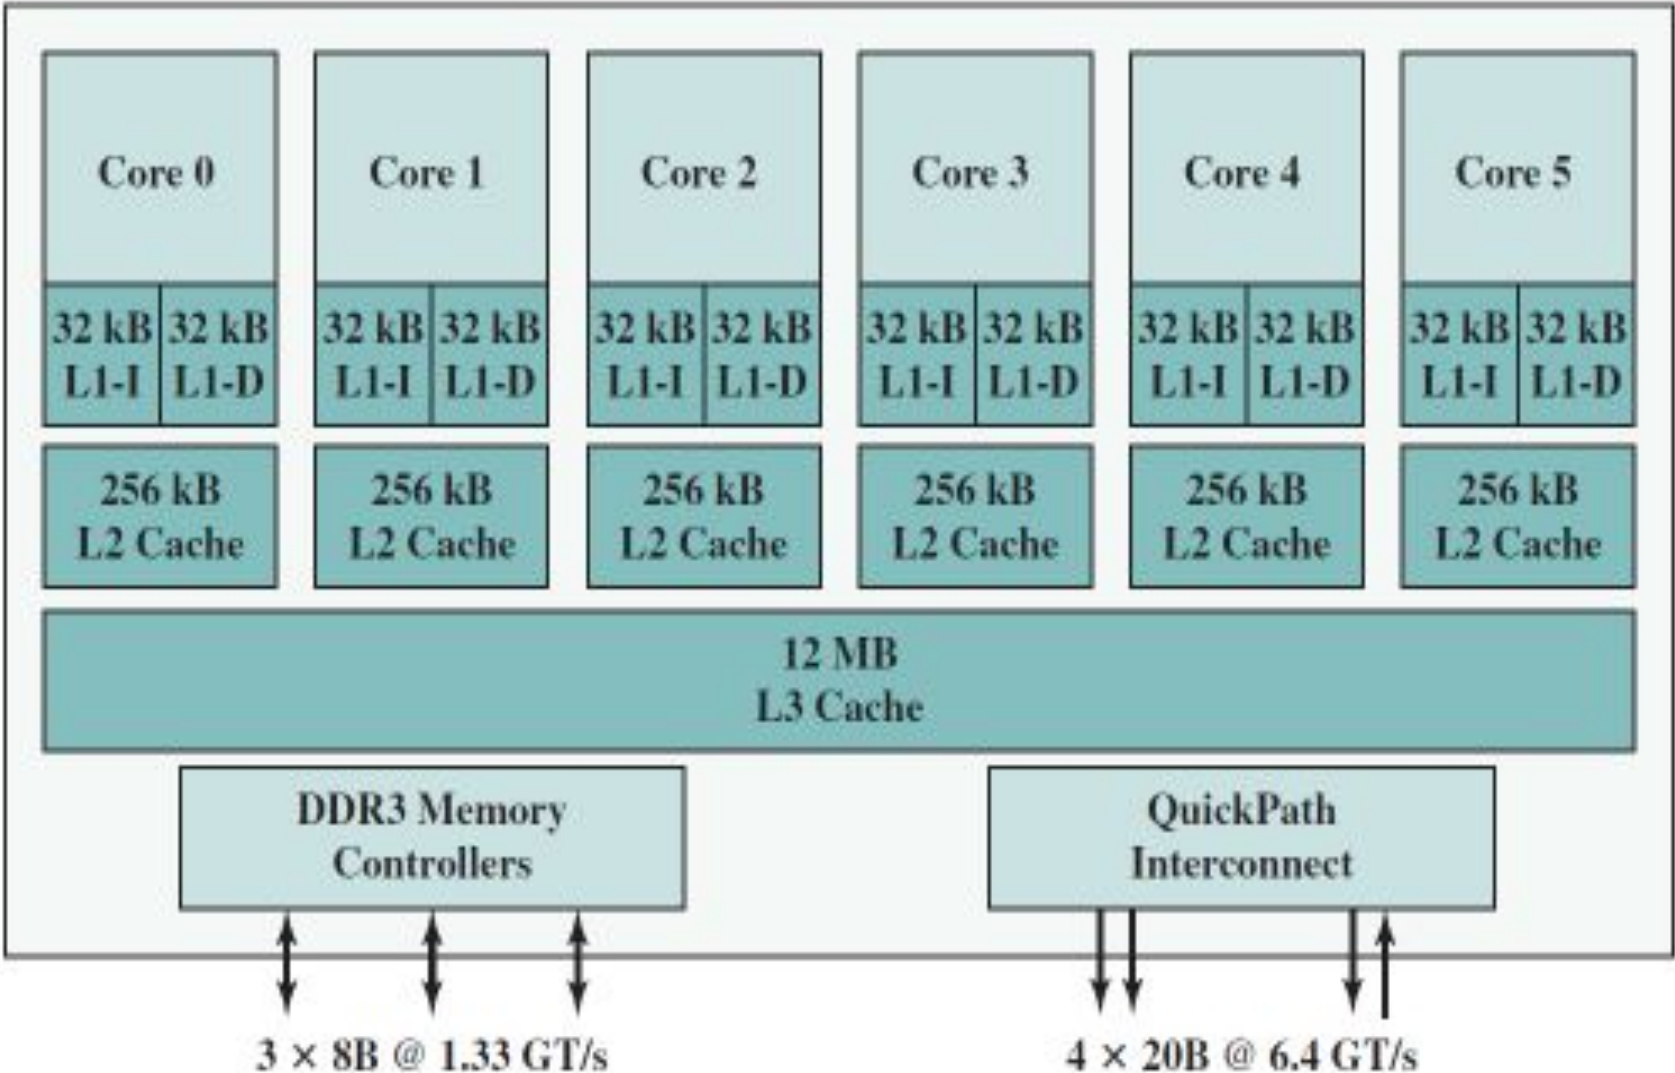 Core 0
Core 1
Core 2
Core 3
Core 4
Core 5
32 kB
L1-I
32 kB
L1-D
32 kB
L1-I
32 kB
L1-D
32 kB
L1-I
32 kB
L1-D
32 kB
L1-I
32 kB
L1-D
32 kB
L1-I
32 kB
L1-D
32 kB
L1-I
32 kB
L1-D
256 kB
L2 Cache
256 kB
L2 Cache
256 kB
L2 Cache
256 kB
L2 Cache
256 kB
L2 Cache
256 kB
L2 Cache
12 MB
L3 Cache
DDR3 Memory
Controllers
QuickPath
Interconnect
3 × 8B @ 1.33 GT/s
4 × 20B @ 6.4 GT/s